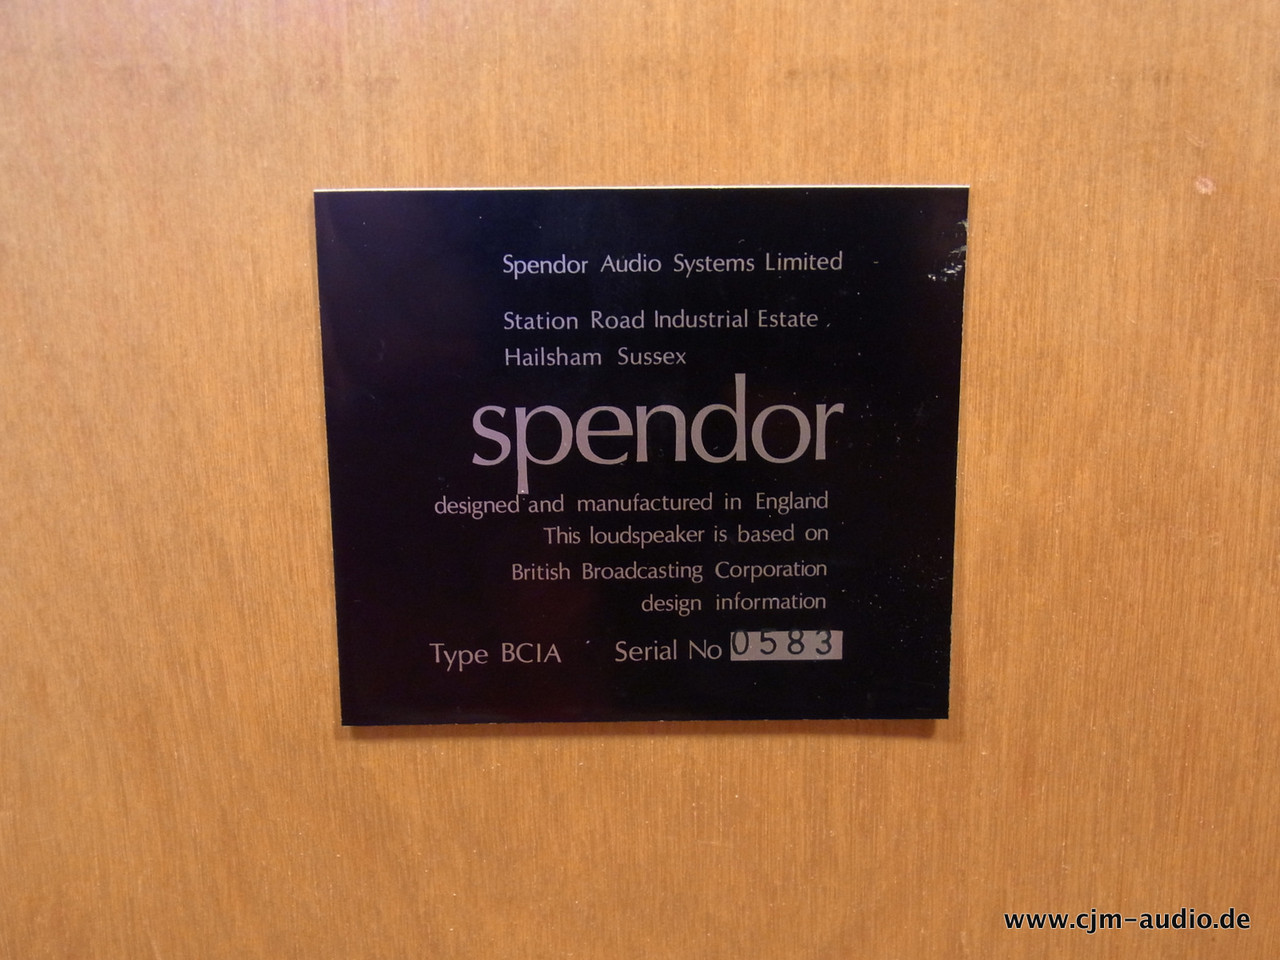 Spendor Audio Systems Limited
Station Road Industrial Estate
Hailsham Sussex
spendor
designed and manufactured in England
This loudspeaker is based on
British Broadcasting Corporation
design information
Type BC1A Serial No 0583
www.cjm-audio.de